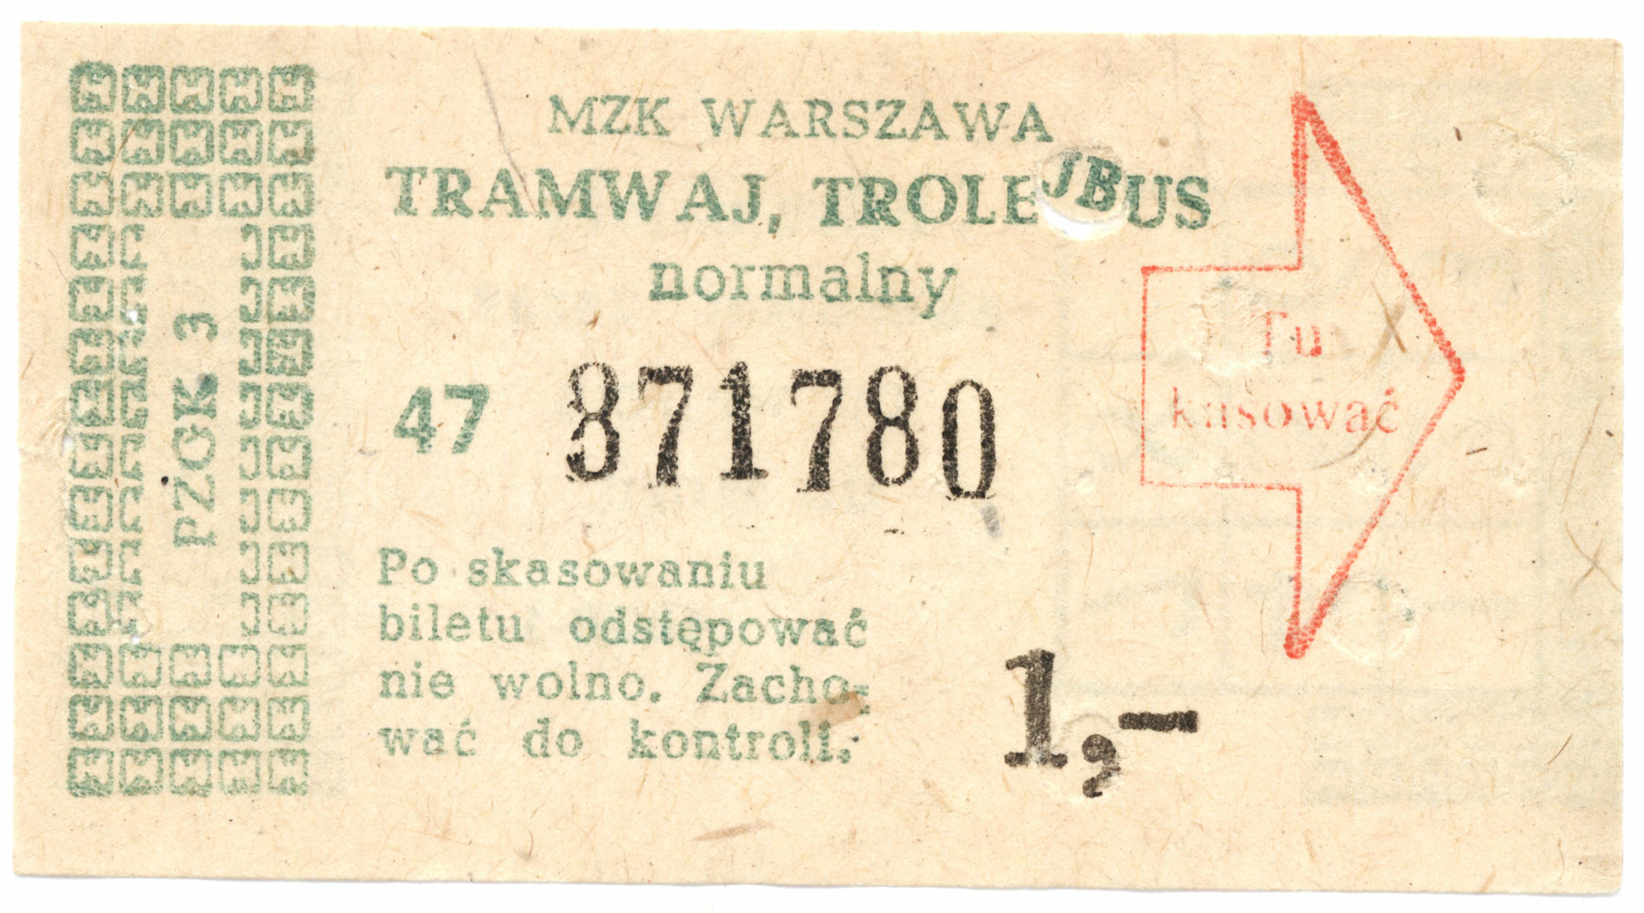 MZK WARSZAWA
TRAMWAJ, TROLEJBUS
normalny
PZGK 3
47 871780
Tu
kasować
Po skasowaniu
biletu odstępować
nie wolno. Zacho-
wać do kontroli.
1,—